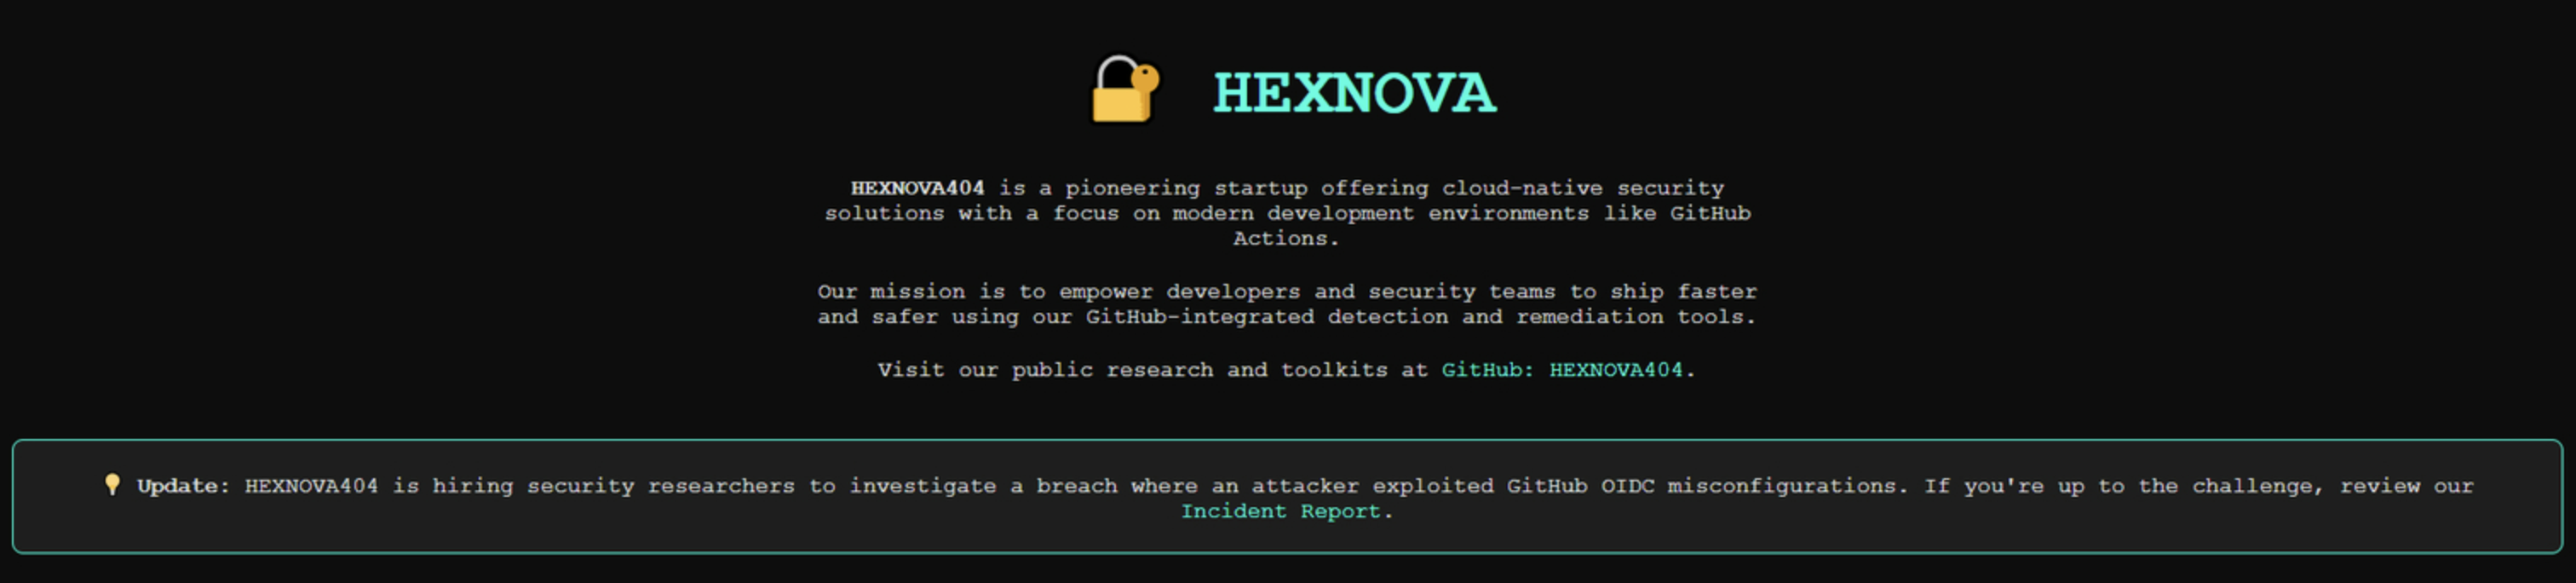 HEXNOVA
HEXNOVA404 is a pioneering startup offering cloud-native security
solutions with a focus on modern development environments like GitHub
Actions.
Our mission is to empower developers and security teams to ship faster
and safer using our GitHub-integrated detection and remediation tools.
Visit our public research and toolkits at GitHub: HEXNOVA404.
Update: HEXNOVA404 is hiring security researchers to investigate a breach where an attacker exploited GitHub OIDC misconfigurations. If you're up to the challenge, review our
Incident Report.